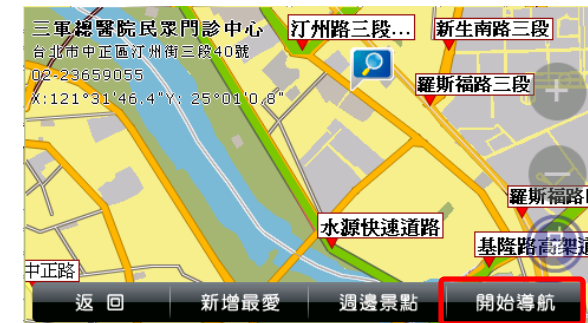 三軍總醫院民眾門診中心
台北市中正區汀州街三段40號
02-23659055
X:121°31'46.4"Y: 25°01'0.8"
汀州路三段...
新生南路三段
羅斯福路三段
羅斯福路
水源快速道路
基隆路高架道
中正路
返 回
新增最愛
週邊景點
開始導航